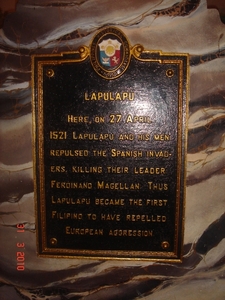 LAPULAPU
HERE, ON 27 APRIL
1521 LAPULAPU AND HIS MEN
REPULSED THE SPANISH INVAD-
ERS, KILLING THEIR LEADER
FERDINAND MAGELLAN. THUS
LAPULAPU BECAME THE FIRST
FILIPINO TO HAVE REPELLED
EUROPEAN AGGRESSION.
31 3 2010